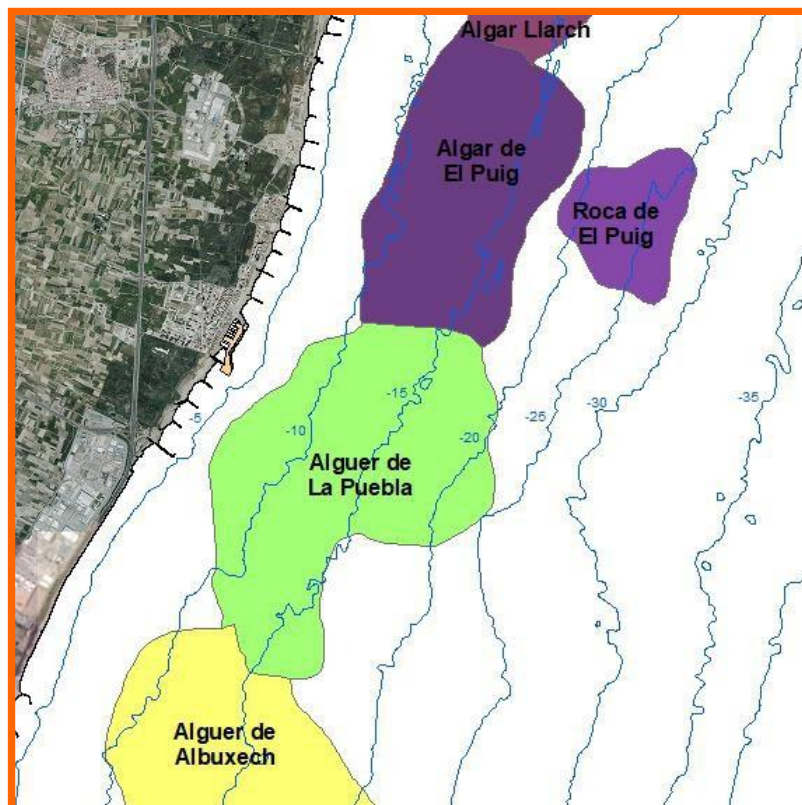 Algar Llarch
Algar de
El Puig
Roca de
El Puig
-5
-10
-15
-20
-25
-30
-35
Alguer de
La Puebla
Alguer de
Albuxech